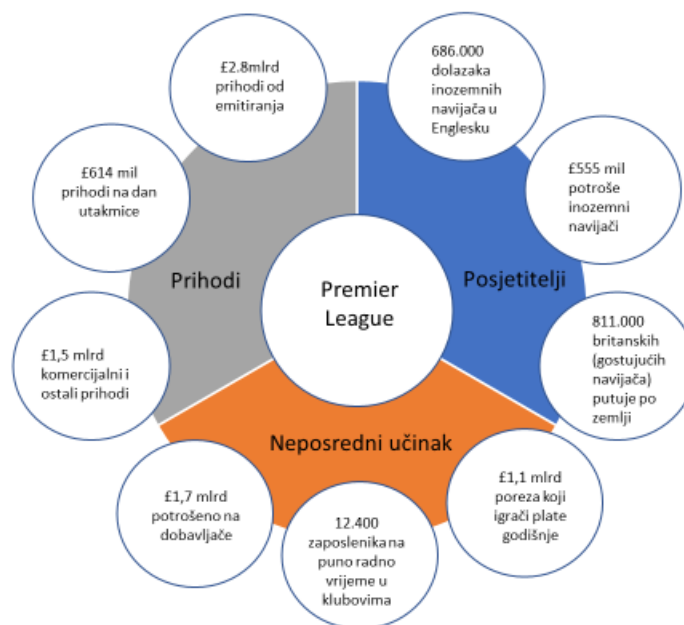 £2.8mlrd
prihodi od
emitiranja
686.000
dolazaka
inozemnih
navijača u
Englesku
£614 mil
prihodi na dan
utakmice
£555 mil
potroše
inozemni
navijači
Prihodi
Premier
League
Posjetitelji
£1,5 mlrd
komercijalni i
ostali prihodi
811.000
britanskih
(gostujućih
navijača)
putuje po
zemlji
Neposredni učinak
£1,7 mlrd
potrošeno na
dobavljače
12.400
zaposlenika na
puno radno
vrijeme u
klubovima
£1,1 mlrd
poreza koji
igrači plate
godišnje